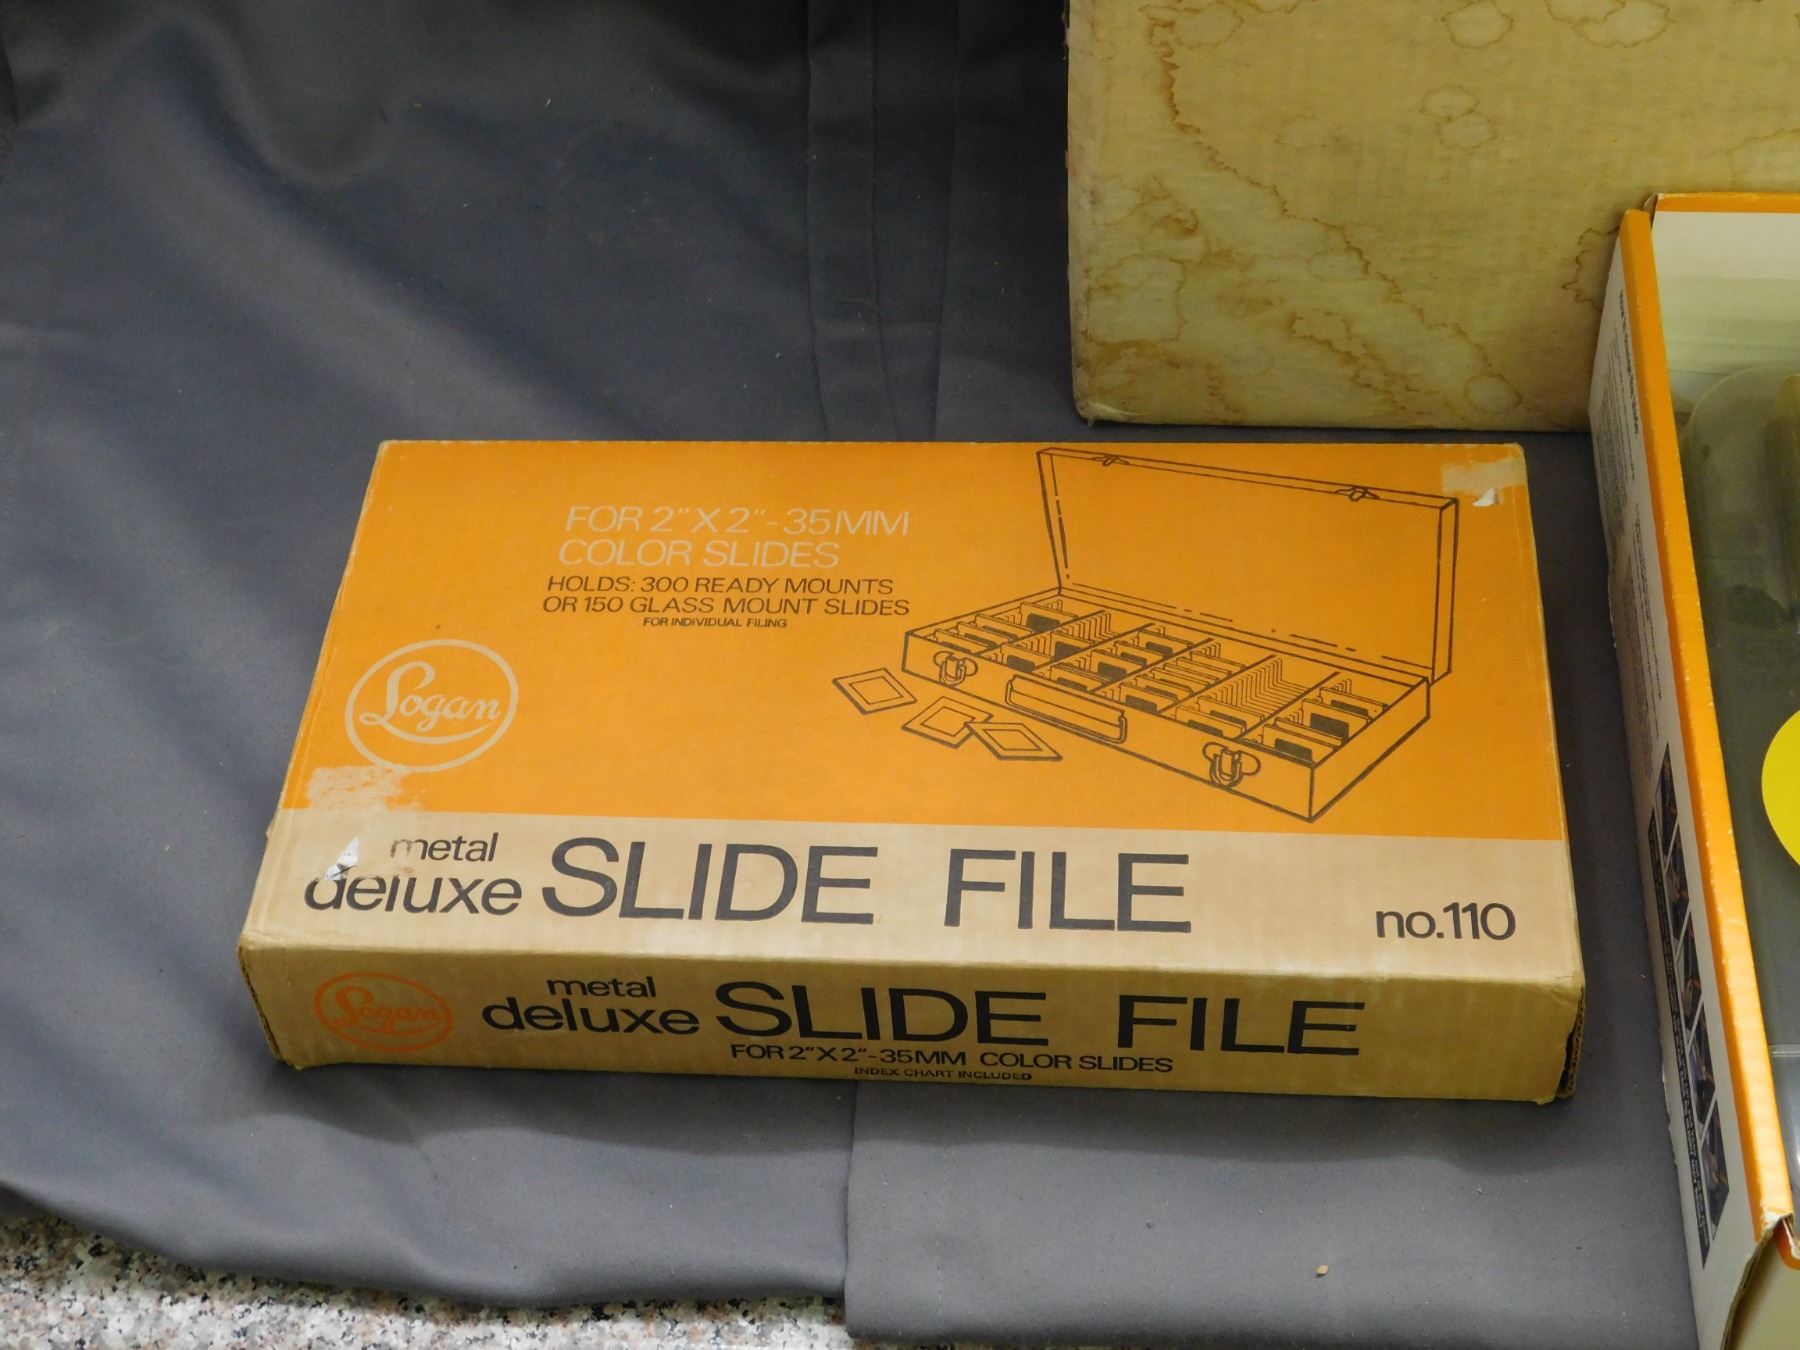 FOR 2" X 2" - 35MM
COLOR SLIDES
HOLDS: 300 READY MOUNTS
OR 150 GLASS MOUNT SLIDES
FOR INDIVIDUAL FILING
Logan
metal
deluxe SLIDE FILE
no.110
Logan
metal
deluxe SLIDE FILE
FOR 2" X 2" - 35MM COLOR SLIDES
INDEX CHART INCLUDED